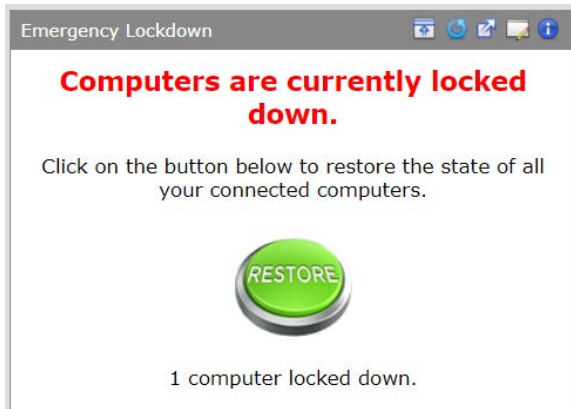 Emergency Lockdown
Computers are currently locked
down.
Click on the button below to restore the state of all
your connected computers.
RESTORE
1 computer locked down.